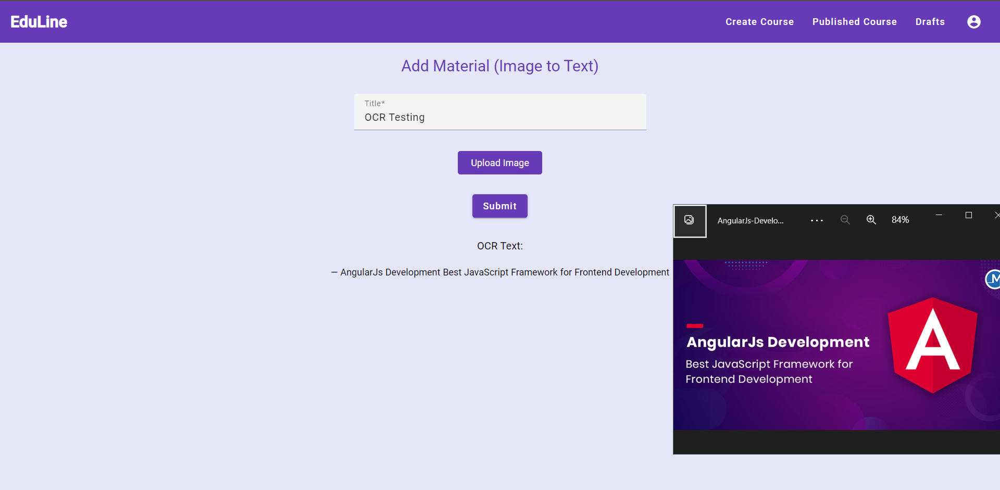 EduLine
Create Course Published Course Drafts
Add Material (Image to Text)
Title*
OCR Testing
Upload Image
Submit
OCR Text:
— AngularJs Development Best JavaScript Framework for Frontend Development
AngularJs-Develo... ... 84%
M
AngularJs Development
Best JavaScript Framework for
Frontend Development
A